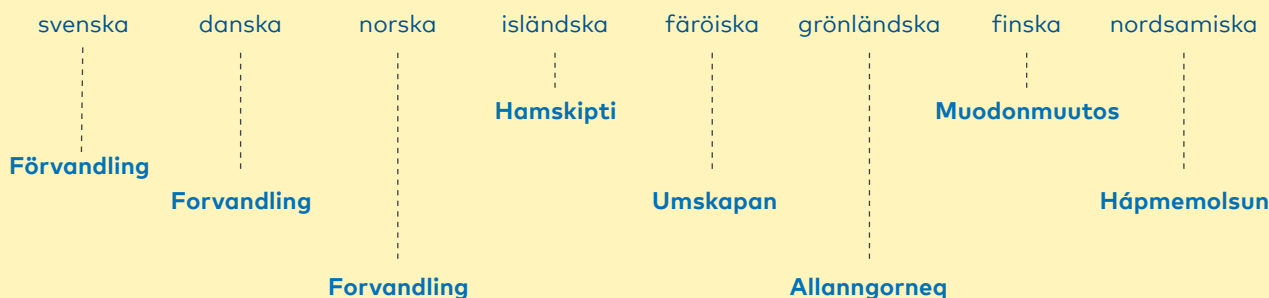 svenska danska norska isländska färöiska grönländska finska nordsamiska
Hamskipti Muodonmuutos
Förvandling
Forvandling Umskapan Hápmemolsun
Forvandling Allanngorneq